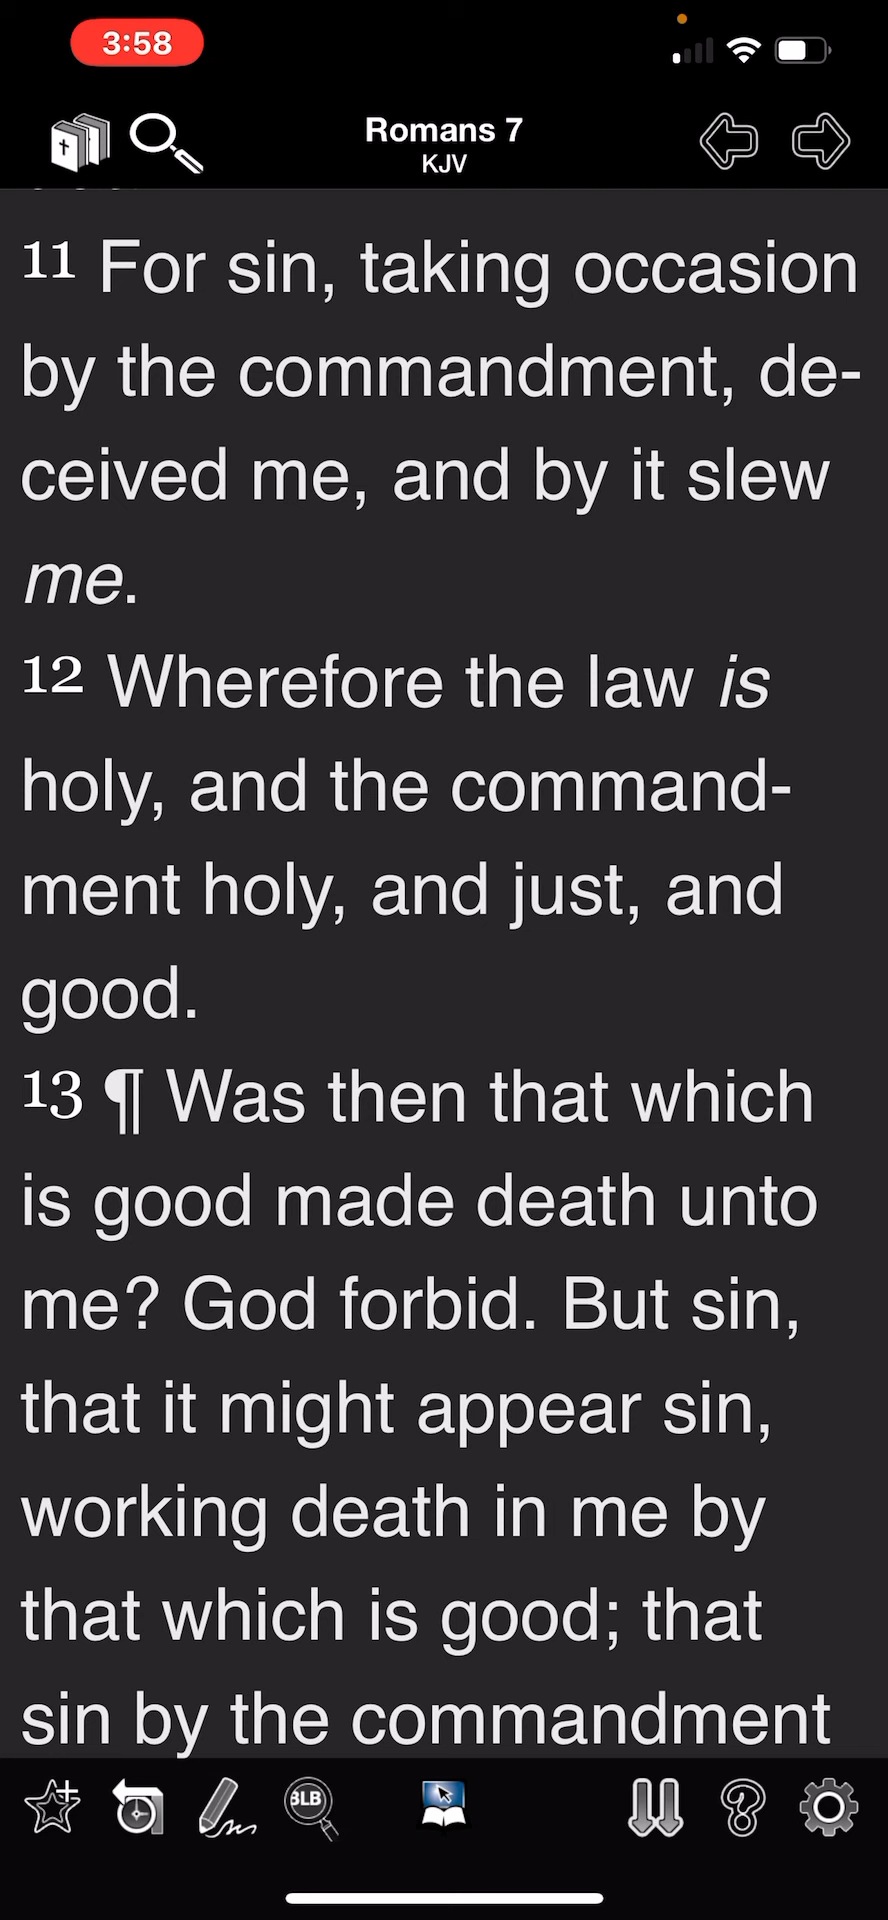 3:58
Romans 7
KJV
11 For sin, taking occasion
by the commandment, de-
ceived me, and by it slew
me.
12 Wherefore the law is
holy, and the command-
ment holy, and just, and
good.
13 ¶ Was then that which
is good made death unto
me? God forbid. But sin,
that it might appear sin,
working death in me by
that which is good; that
sin by the commandment
BLB